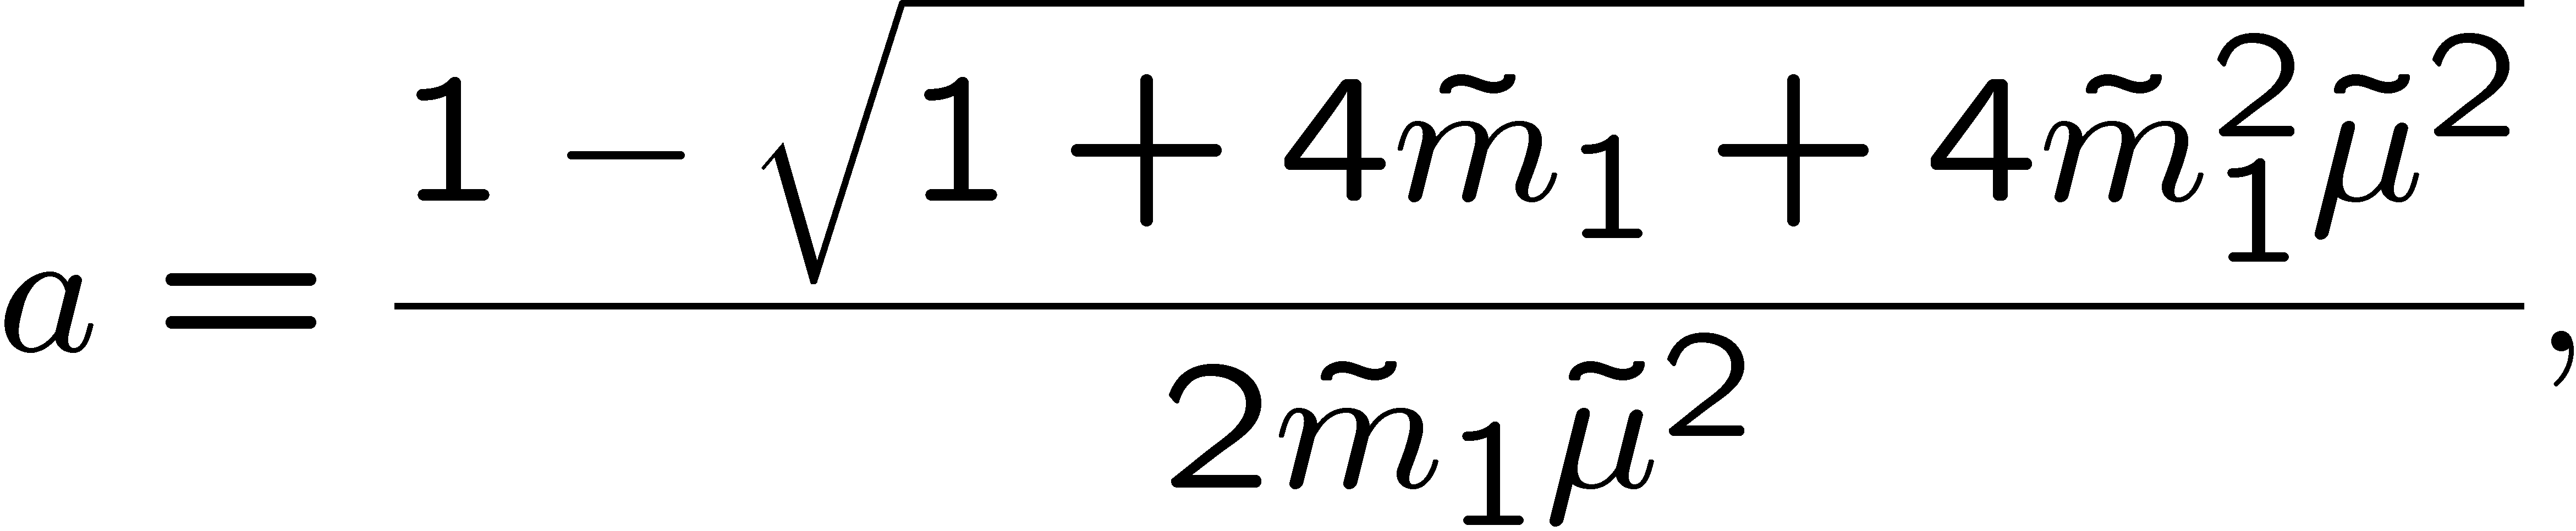 $a = \frac{1 - \sqrt{1 + 4\tilde{m}_1 + 4\tilde{m}_1^2\tilde{\mu}^2}}{2\tilde{m}_1\tilde{\mu}^2},$